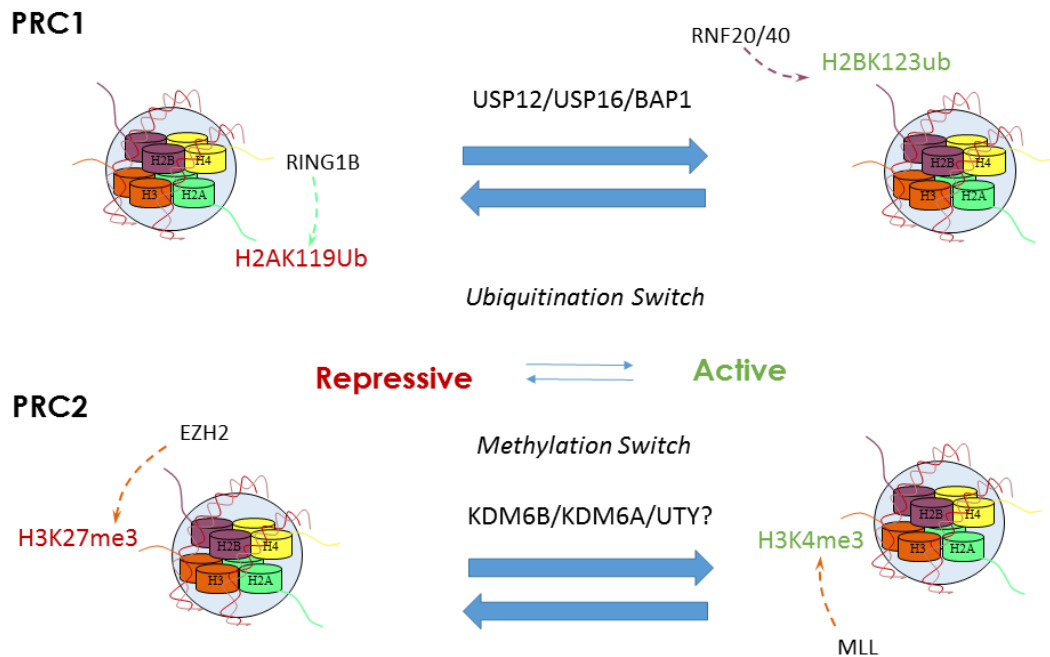 PRC1
RNF20/40
H2BK123ub
USP12/USP16/BAP1
H2B
H4
H3
H2A
RING1B
H2AK119Ub
H2B
H4
H3
H2A
Ubiquitination Switch
Repressive
Active
PRC2
EZH2
Methylation Switch
H3K27me3
H2B
H4
H3
H2A
KDM6B/KDM6A/UTY?
H3K4me3
H2B
H4
H3
H2A
MLL